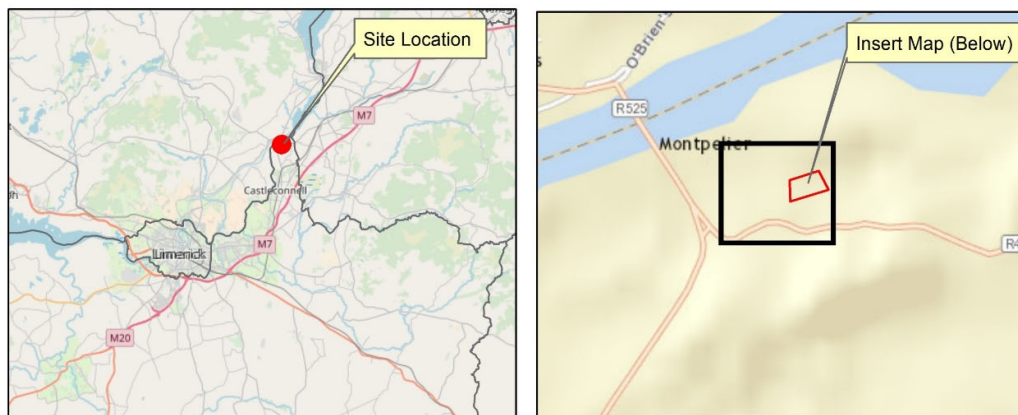 Site Location
M7
Castleconnell
M7
Limerick
M20
Insert Map (Below)
O'Brien's
R525
Montpelier
R4